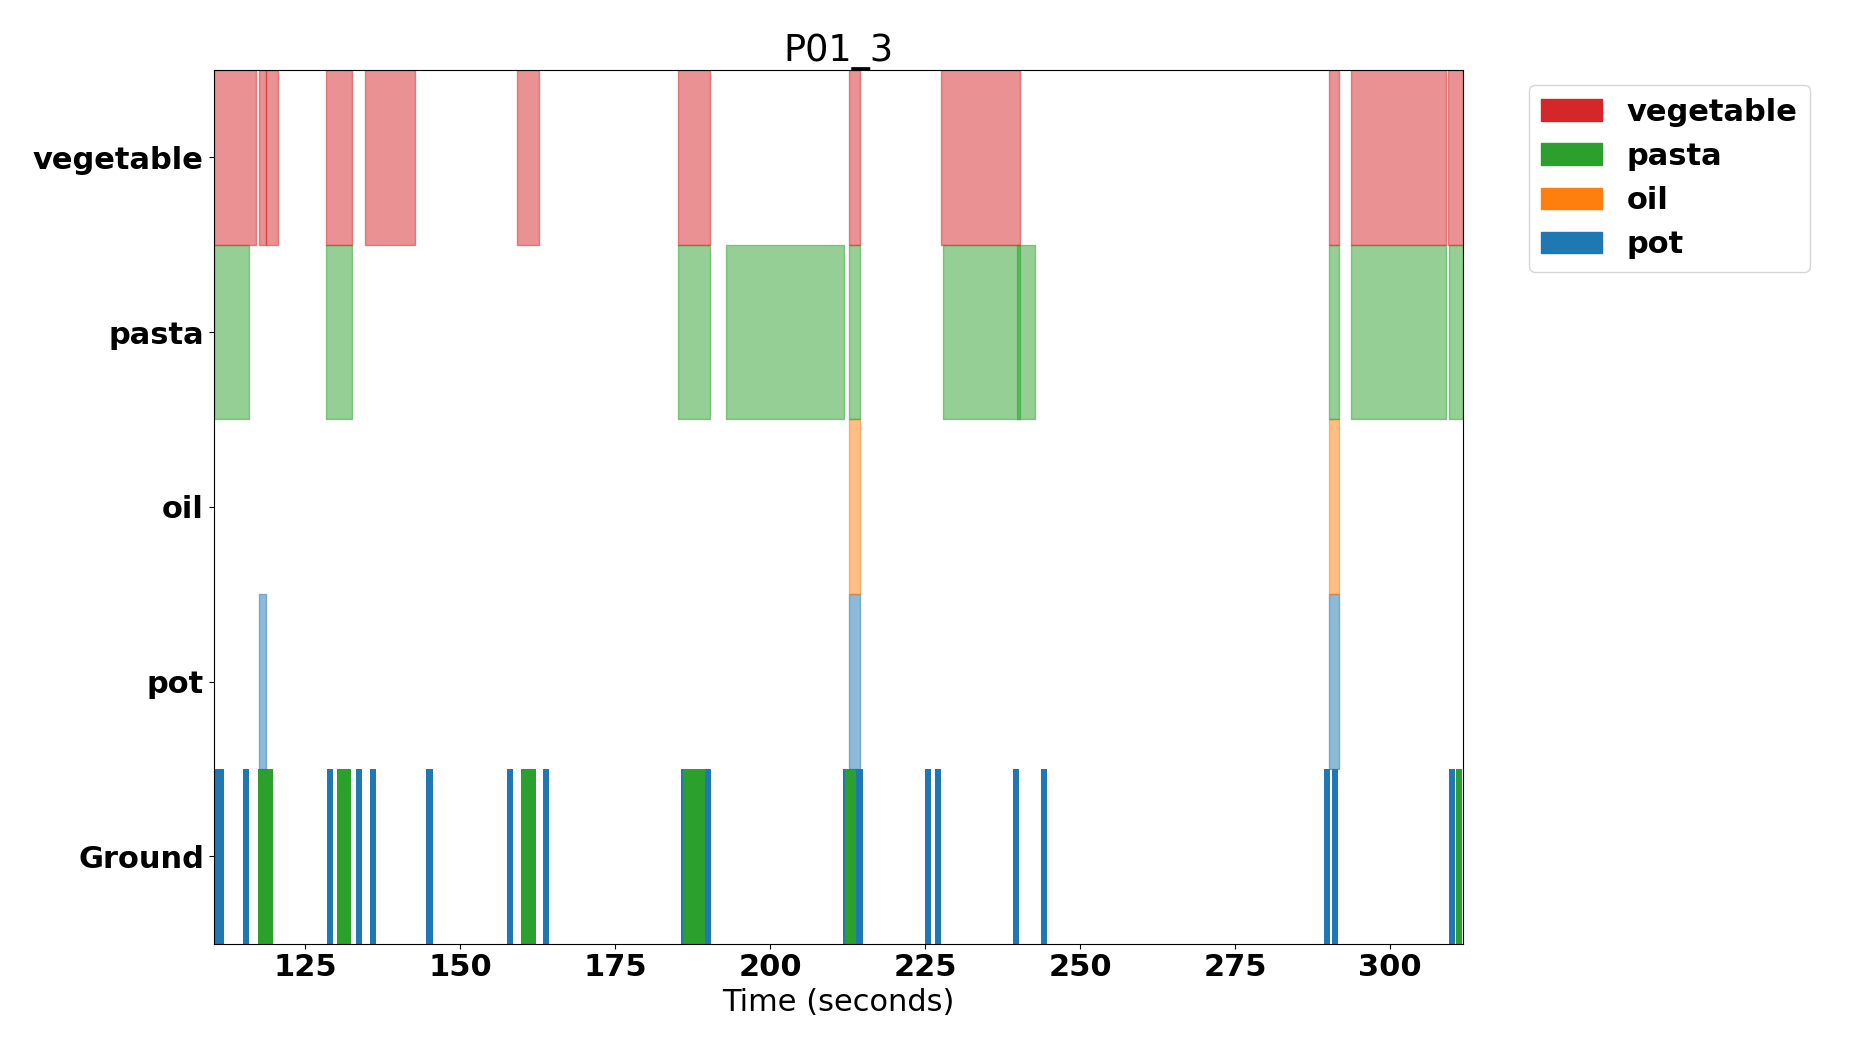 P01_3
vegetable
pasta
oil
pot
Ground
125 150 175 200 225 250 275 300
Time (seconds)
vegetable
pasta
oil
pot